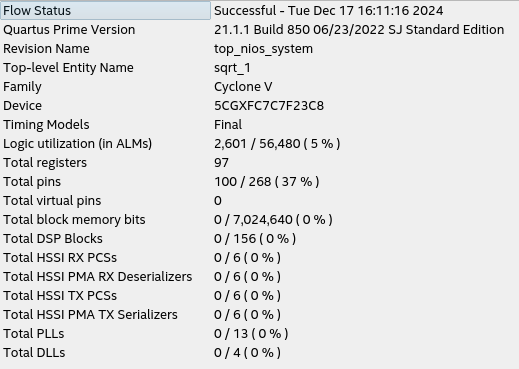 Flow Status Successful - Tue Dec 17 16:11:16 2024
Quartus Prime Version 21.1.1 Build 850 06/23/2022 SJ Standard Edition
Revision Name top_nios_system
Top-level Entity Name sqrt_1
Family Cyclone V
Device 5CGXFC7C7F23C8
Timing Models Final
Logic utilization (in ALMs) 2,601 / 56,480 ( 5 % )
Total registers 97
Total pins 100 / 268 ( 37 % )
Total virtual pins 0
Total block memory bits 0 / 7,024,640 ( 0 % )
Total DSP Blocks 0 / 156 ( 0 % )
Total HSSI RX PCSs 0 / 6 ( 0 % )
Total HSSI PMA RX Deserializers 0 / 6 ( 0 % )
Total HSSI TX PCSs 0 / 6 ( 0 % )
Total HSSI PMA TX Serializers 0 / 6 ( 0 % )
Total PLLs 0 / 13 ( 0 % )
Total DLLs 0 / 4 ( 0 % )